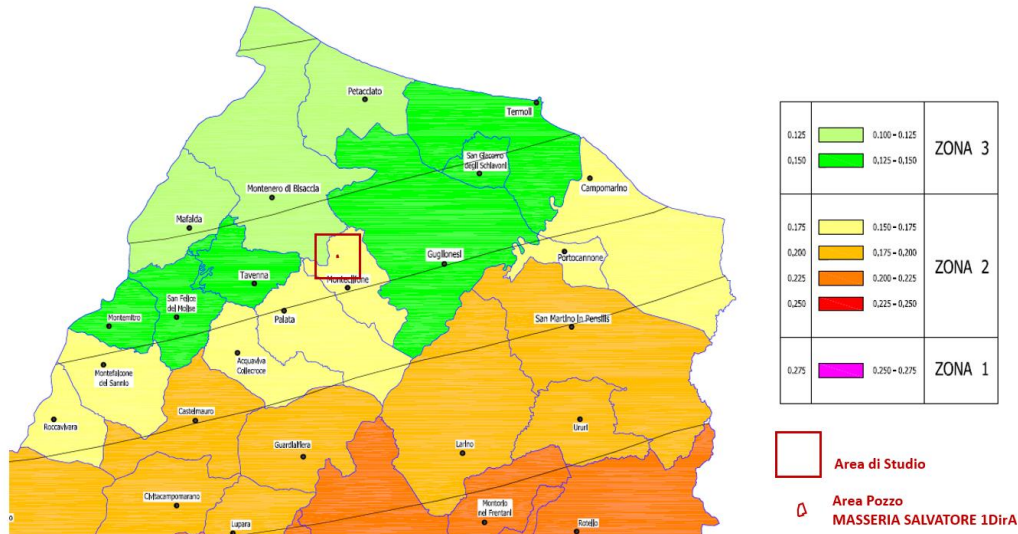 Petacciato
Termoli
San Giacomo
degli Schiavoni
Campomarino
Montenero di Bisaccia
Mafalda
Guglionesi
Portocannone
Tavenna
Montecilfone
San Felice
del Molise
Montemitro
Palata
San Martino in Pensilis
Acquaviva
Collecroce
Montefalcone
del Sannio
Roccavivara
Castelmauro
Ururi
Guardialfiera
Larino
Civitacampomarano
Montorio
nei Frentani
Lupara
Rotello
0.125 0.100 - 0.125
0,150 0.125 - 0,150
ZONA 3
0.175 0.150 - 0.175
0,200 0.175 - 0,200
0.225 0.200 - 0.225
0,250 0.225 - 0,250
ZONA 2
0.275 0.250 - 0.275
ZONA 1
Area di Studio
Area Pozzo
MASSERIA SALVATORE 1DirA